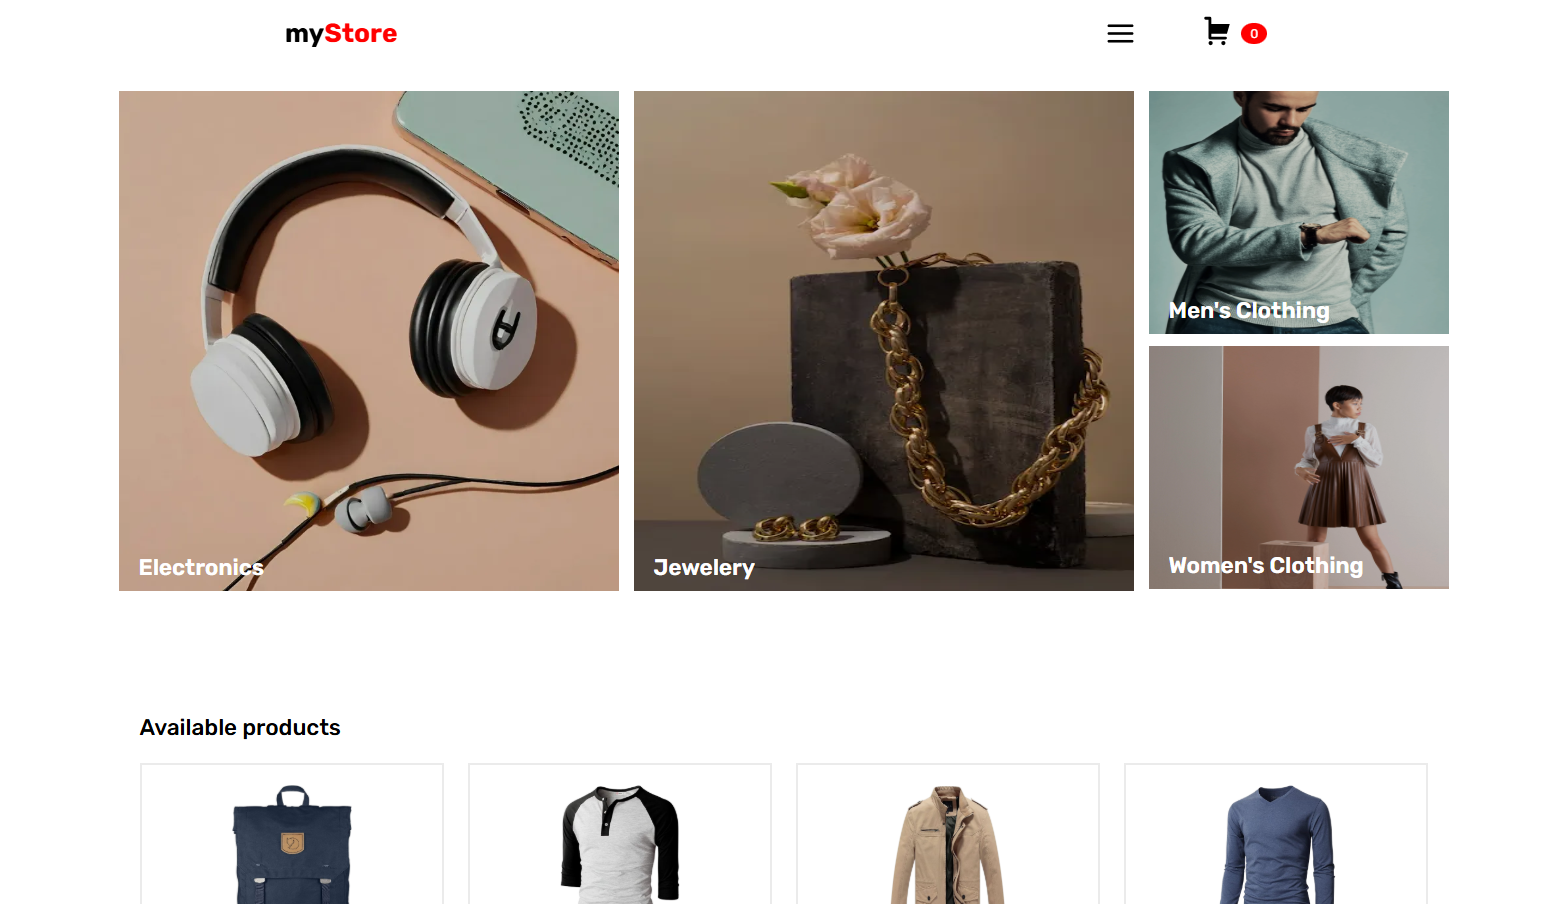 myStore
0
Electronics
Jewelery
Men's Clothing
Women's Clothing
Available products